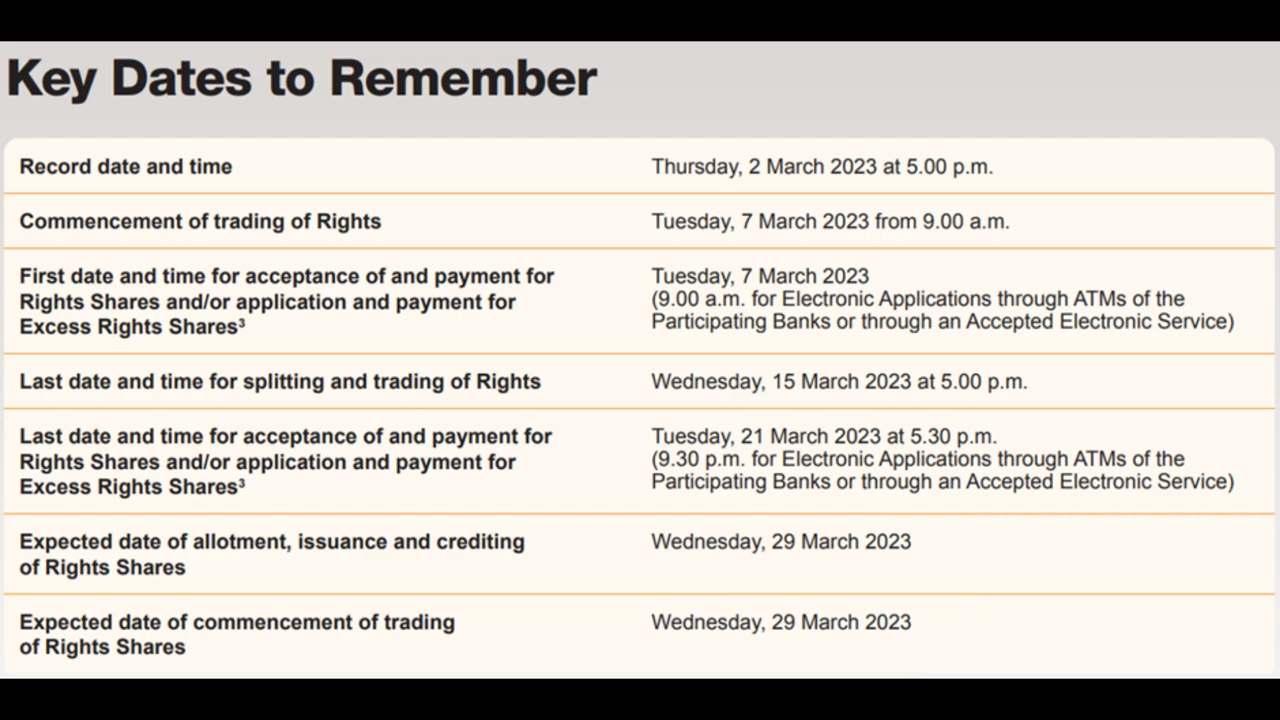 Key Dates to Remember
Record date and time
Thursday, 2 March 2023 at 5.00 p.m.
Commencement of trading of Rights
Tuesday, 7 March 2023 from 9.00 a.m.
First date and time for acceptance of and payment for
Rights Shares and/or application and payment for
Excess Rights Shares³
Tuesday, 7 March 2023
(9.00 a.m. for Electronic Applications through ATMs of the
Participating Banks or through an Accepted Electronic Service)
Last date and time for splitting and trading of Rights
Wednesday, 15 March 2023 at 5.00 p.m.
Last date and time for acceptance of and payment for
Rights Shares and/or application and payment for
Excess Rights Shares³
Tuesday, 21 March 2023 at 5.30 p.m.
(9.30 p.m. for Electronic Applications through ATMs of the
Participating Banks or through an Accepted Electronic Service)
Expected date of allotment, issuance and crediting
of Rights Shares
Wednesday, 29 March 2023
Expected date of commencement of trading
of Rights Shares
Wednesday, 29 March 2023